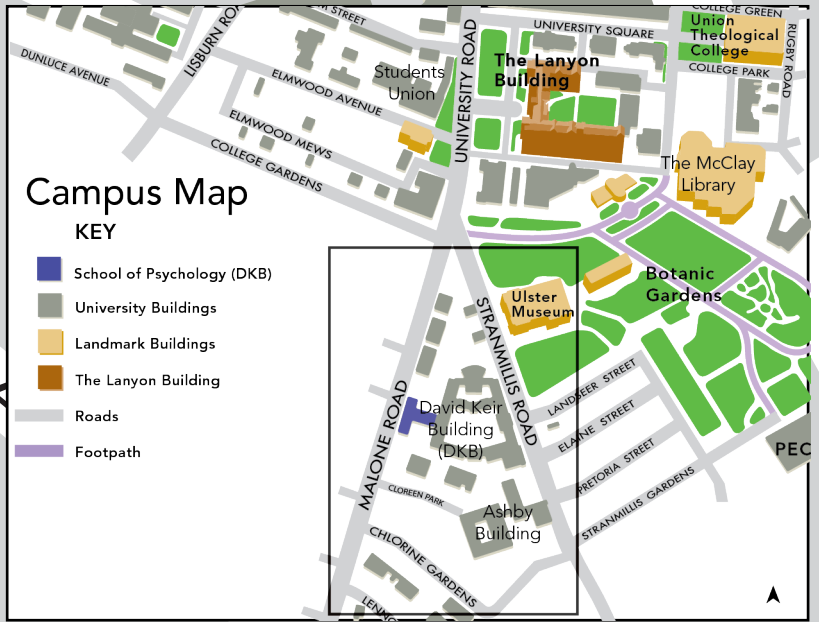 COLLEGE GREEN
STREET
UNIVERSITY SQUARE
Union
Theological
College
COLLEGE PARK
RUGBY ROAD
LISBURN ROAD
DUNLUCE AVENUE
UNIVERSITY ROAD
The Lanyon
Building
Students
Union
ELMWOOD AVENUE
ELMWOOD MEWS
COLLEGE GARDENS
The McClay
Library
Campus Map
KEY
School of Psychology (DKB)
University Buildings
Landmark Buildings
The Lanyon Building
Roads
Footpath
Botanic
Gardens
Ulster
Museum
STRANMILLIS ROAD
MALONE ROAD
David Keir
Building
(DKB)
LANDSEER STREET
ELAINE STREET
PRETORIA STREET
STRANMILLIS GARDENS
PEC
CLOREEN PARK
Ashby
Building
CHLORINE GARDENS